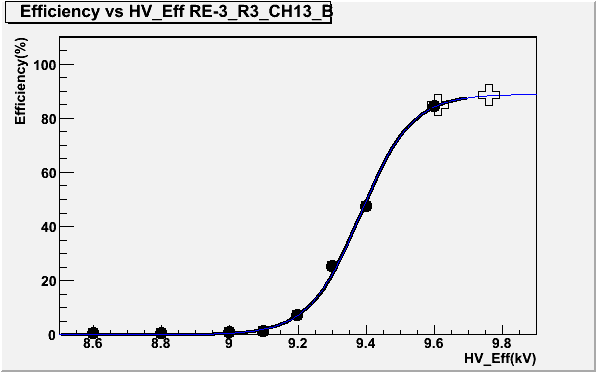 Efficiency vs HV_Eff RE-3_R3_CH13_B
Efficiency(%)
100
80
60
40
20
0
8.6 8.8 9 9.2 9.4 9.6 9.8
HV_Eff(kV)